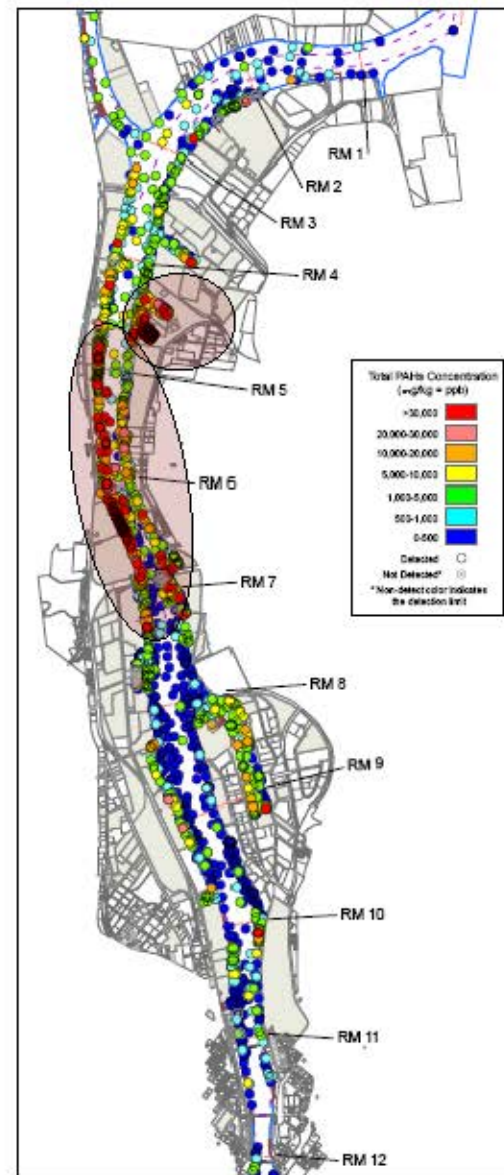 RM 1
RM 2
RM 3
RM 4
RM 5
RM 6
RM 7
RM 8
RM 9
RM 10
RM 11
RM 12
Total PAHs Concentration
(mg/kg = ppb)
>30,000
20,000-30,000
10,000-20,000
5,000-10,000
1,000-5,000
500-1,000
0-500
Detected
Not Detected*
*Non-detect color indicates
the detection limit